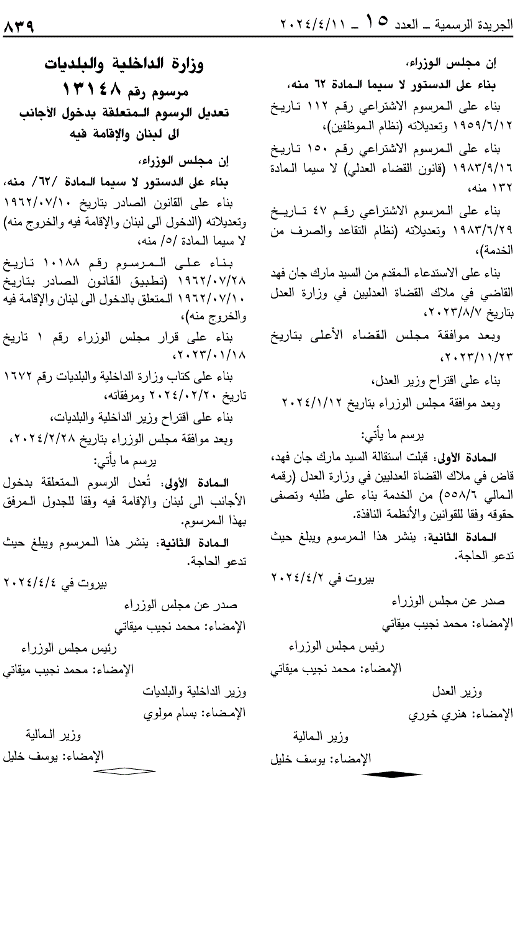 الجريدة الرسمية ــ العدد ١٥ ــ ٢٠٢٤/٤/١١
٨٣٩
إن مجلس الوزراء،
بناء على الدستور لا سيما المادة ٦٢ منه،
بناء على المرسوم الاشتراعي رقم ١١٢ تاريخ
١٩٥٩/٦/١٢ وتعديلاته (نظام الموظفين)،
بناء على المرسوم الاشتراعي رقم ١٥٠ تاريخ
١٩٨٣/٩/١٦ (قانون القضاء العدلي) لا سيما المادة
١٣٢ منه،
بناء على المرسوم الاشتراعي رقم ٤٧ تاريخ
١٩٨٣/٦/٢٩ وتعديلاته (نظام التقاعد والصرف من
الخدمة)،
بناء على الاستدعاء المقدم من السيد مارك جان فهد
القاضي في ملاك القضاة العدليين في وزارة العدل
بتاريخ ٢٠٢٣/٨/٧،
وبعد موافقة مجلس القضاء الأعلى بتاريخ
٢٠٢٣/١١/٢٣،
بناء على اقتراح وزير العدل،
وبعد موافقة مجلس الوزراء بتاريخ ٢٠٢٤/١/١٢
يرسم ما يأتي:
المادة الأولى: قبلت استقالة السيد مارك جان فهد،
قاض في ملاك القضاة العدليين في وزارة العدل (رقمه
المالي ٥٥٨/٦) من الخدمة بناء على طلبه وتصفى
حقوقه وفقا للقوانين والأنظمة النافذة.
المادة الثانية: ينشر هذا المرسوم ويبلغ حيث
تدعو الحاجة.
بيروت في ٢٠٢٤/٤/٢
صدر عن مجلس الوزراء
الإمضاء: محمد نجيب ميقاتي
رئيس مجلس الوزراء
الإمضاء: محمد نجيب ميقاتي
وزير العدل
الإمضاء: هنري خوري
وزير المالية
الإمضاء: يوسف خليل
وزارة الداخلية والبلديات
مرسوم رقم ١٣١٤٨
تعديل الرسوم المتعلقة بدخول الأجانب
الى لبنان والإقامة فيه
إن مجلس الوزراء،
بناء على الدستور لا سيما المادة /٦٢/ منه،
بناء على القانون الصادر بتاريخ ١٩٦٢/٠٧/١٠
وتعديلاته (الدخول الى لبنان والإقامة فيه والخروج منه)
لا سيما المادة /٥/ منه،
بناء على المرسوم رقم ١٠١٨٨ تاريخ
١٩٦٢/٠٧/٢٨ (تطبيق القانون الصادر بتاريخ
١٩٦٢/٠٧/١٠ المتعلق بالدخول الى لبنان والإقامة فيه
والخروج منه)،
بناء على قرار مجلس الوزراء رقم ١ تاريخ
٢٠٢٣/٠١/١٨،
بناء على كتاب وزارة الداخلية والبلديات رقم ١٦٧٢
تاريخ ٢٠٢٤/٠٢/٢٠ ومرفقاته،
بناء على اقتراح وزير الداخلية والبلديات،
وبعد موافقة مجلس الوزراء بتاريخ ٢٠٢٤/٢/٢٨،
يرسم ما يأتي:
المادة الأولى: تُعدل الرسوم المتعلقة بدخول
الأجانب الى لبنان والإقامة فيه وفقا للجدول المرفق
بهذا المرسوم.
المادة الثانية: ينشر هذا المرسوم ويبلغ حيث
تدعو الحاجة.
بيروت في ٢٠٢٤/٤/٤
صدر عن مجلس الوزراء
الإمضاء: محمد نجيب ميقاتي
رئيس مجلس الوزراء
الإمضاء: محمد نجيب ميقاتي
وزير الداخلية والبلديات
الإمضاء: بسام مولوي
وزير المالية
الإمضاء: يوسف خليل